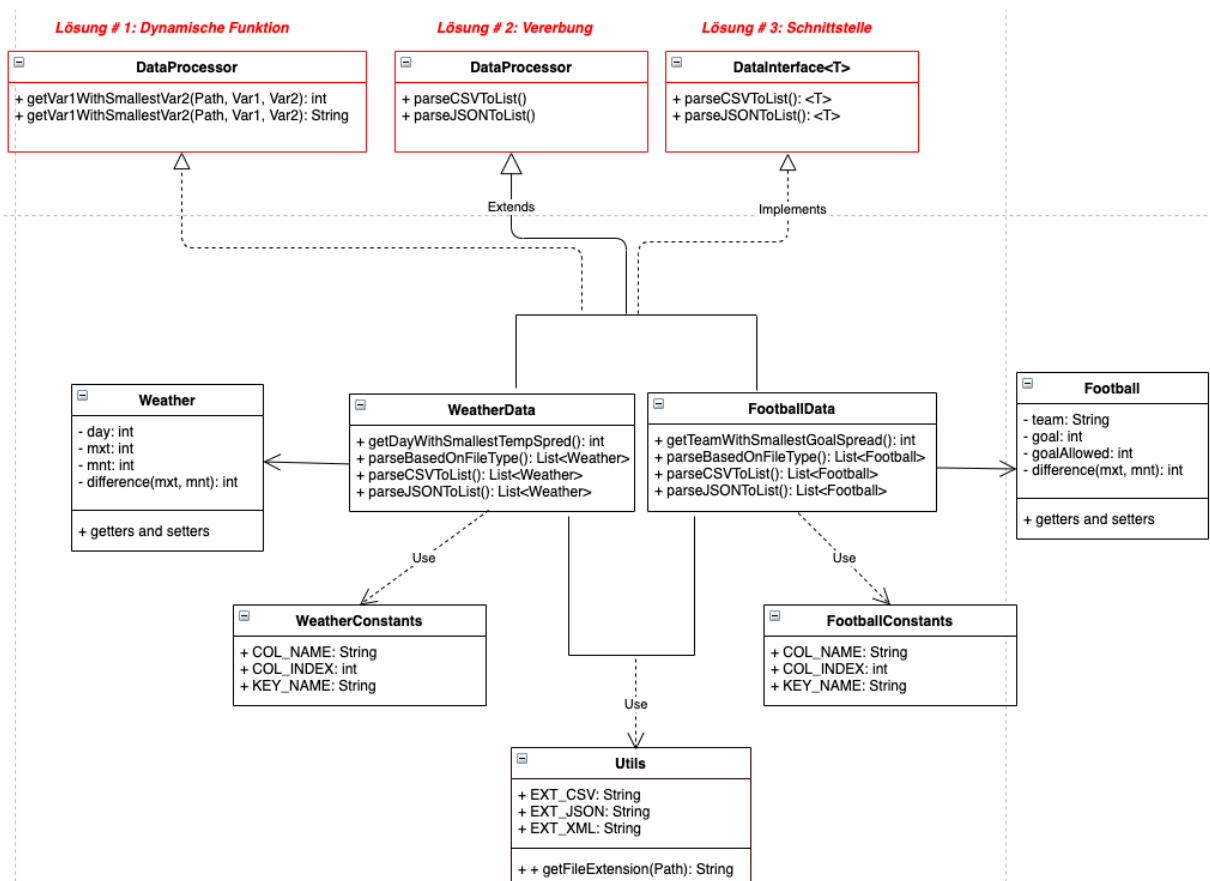 Lösung # 1: Dynamische Funktion
Lösung # 2: Vererbung
Lösung # 3: Schnittstelle
DataProcessor
+ getVar1WithSmallestVar2(Path, Var1, Var2): int
+ getVar1WithSmallestVar2(Path, Var1, Var2): String
DataProcessor
+ parseCSVToList()
+ parseJSONToList()
DataInterface<T>
+ parseCSVToList(): <T>
+ parseJSONToList(): <T>
Extends
Implements
Weather
- day: int
- mxt: int
- mnt: int
- difference(mxt, mnt): int
+ getters and setters
WeatherData
+ getDayWithSmallestTempSpred(): int
+ parseBasedOnFileType(): List<Weather>
+ parseCSVToList(): List<Weather>
+ parseJSONToList(): List<Weather>
FootballData
+ getTeamWithSmallestGoalSpread(): int
+ parseBasedOnFileType(): List<Football>
+ parseCSVToList(): List<Football>
+ parseJSONToList(): List<Football>
Football
- team: String
- goal: int
- goalAllowed: int
- difference(mxt, mnt): int
+ getters and setters
Use
Use
WeatherConstants
+ COL_NAME: String
+ COL_INDEX: int
+ KEY_NAME: String
FootballConstants
+ COL_NAME: String
+ COL_INDEX: int
+ KEY_NAME: String
Use
Utils
+ EXT_CSV: String
+ EXT_JSON: String
+ EXT_XML: String
+ + getFileExtension(Path): String